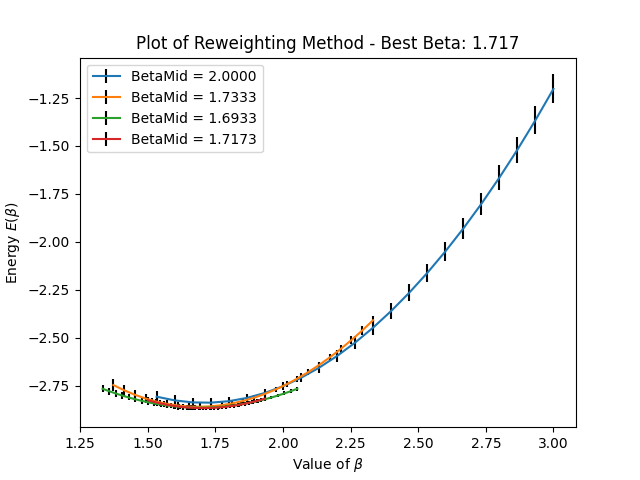 Plot of Reweighting Method - Best Beta: 1.717
BetaMid = 2.0000
BetaMid = 1.7333
BetaMid = 1.6933
BetaMid = 1.7173
Energy E(β)
−1.25
−1.50
−1.75
−2.00
−2.25
−2.50
−2.75
1.25 1.50 1.75 2.00 2.25 2.50 2.75 3.00
Value of β